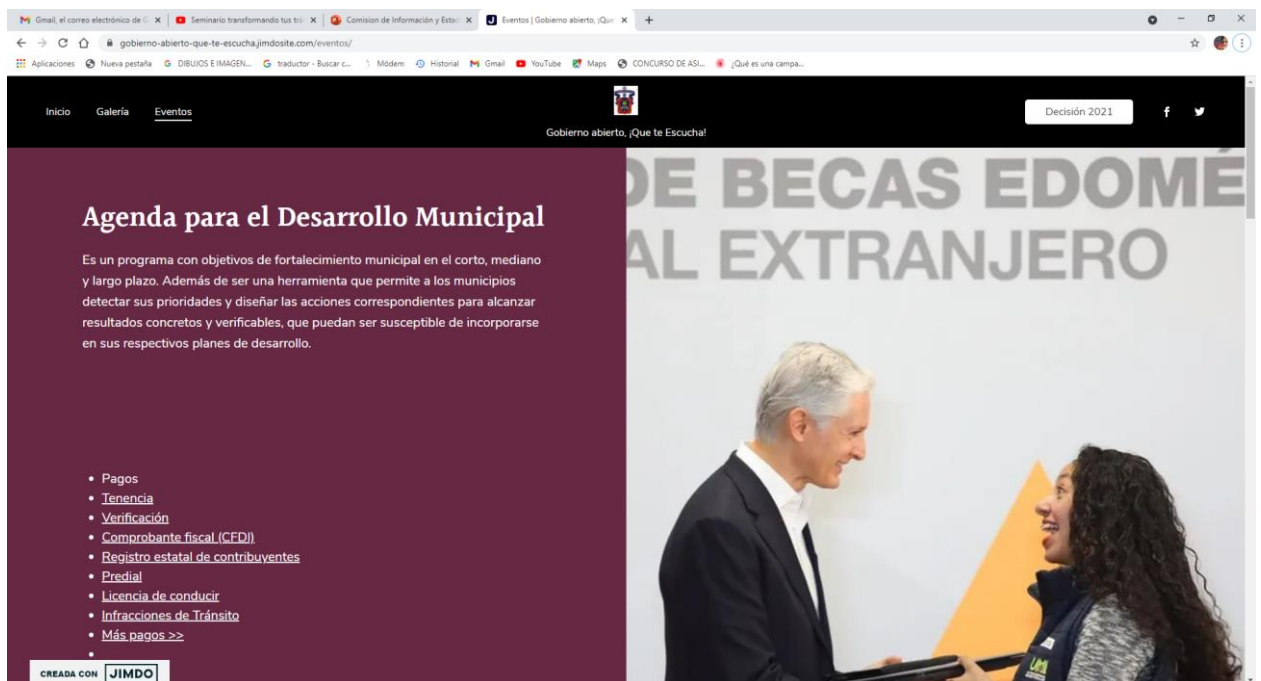 Gmail, el correo electrónico de G
Seminario transformando tus trá
Comision de Información y Estad
Eventos | Gobierno abierto, ¡Que
gobierno-abierto-que-te-escucha.jimdosite.com/eventos/
Aplicaciones
Nueva pestaña
DIBUJOS E IMAGEN...
traductor - Buscar c...
Módem
Historial
Gmail
YouTube
Maps
CONCURSO DE ASI...
¿Qué es una campa...
Inicio
Galería
Eventos
Gobierno abierto, ¡Que te Escucha!
Decisión 2021
Agenda para el Desarrollo Municipal
Es un programa con objetivos de fortalecimiento municipal en el corto, mediano
y largo plazo. Además de ser una herramienta que permite a los municipios
detectar sus prioridades y diseñar las acciones correspondientes para alcanzar
resultados concretos y verificables, que puedan ser susceptible de incorporarse
en sus respectivos planes de desarrollo.
• Pagos
• Tenencia
• Verificación
• Comprobante fiscal (CFDI)
• Registro estatal de contribuyentes
• Predial
• Licencia de conducir
• Infracciones de Tránsito
• Más pagos >>
CREADA CON JIMDO
DE BECAS EDOMÉ
AL EXTRANJERO